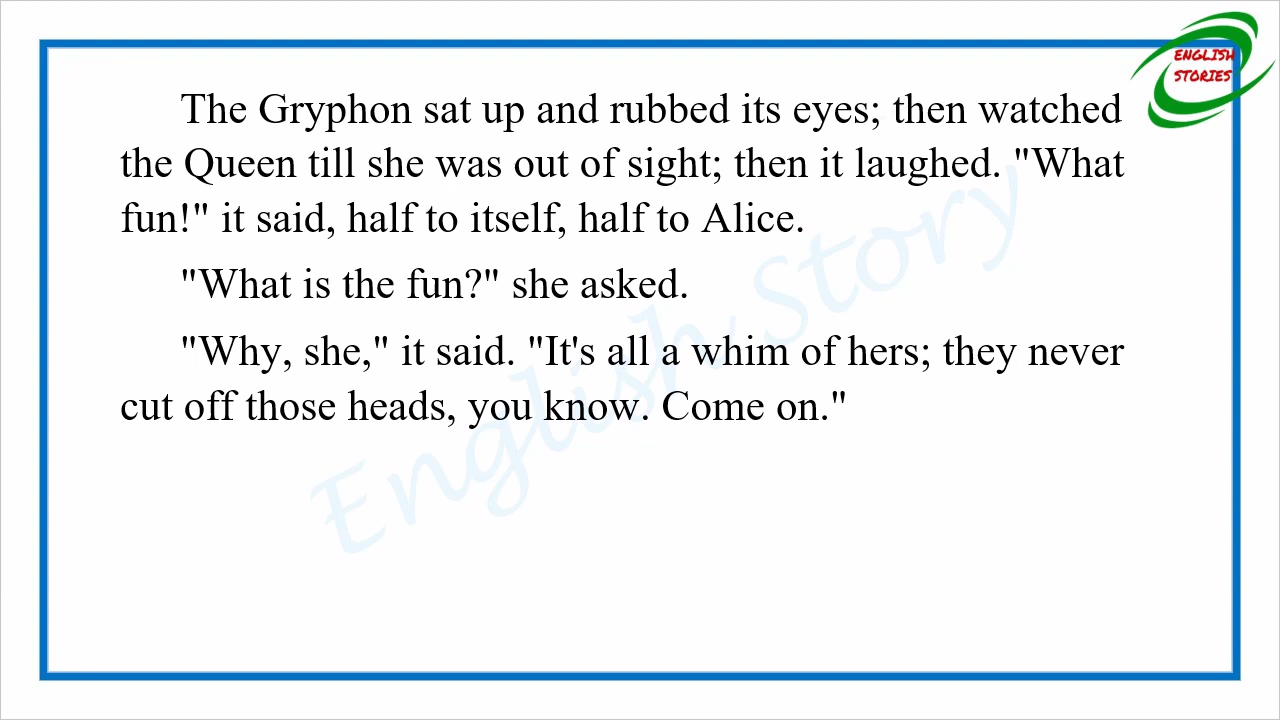 ENGLISH
STORIES
The Gryphon sat up and rubbed its eyes; then watched
the Queen till she was out of sight; then it laughed. "What
fun!" it said, half to itself, half to Alice.
"What is the fun?" she asked.
"Why, she," it said. "It's all a whim of hers; they never
cut off those heads, you know. Come on."
English Story